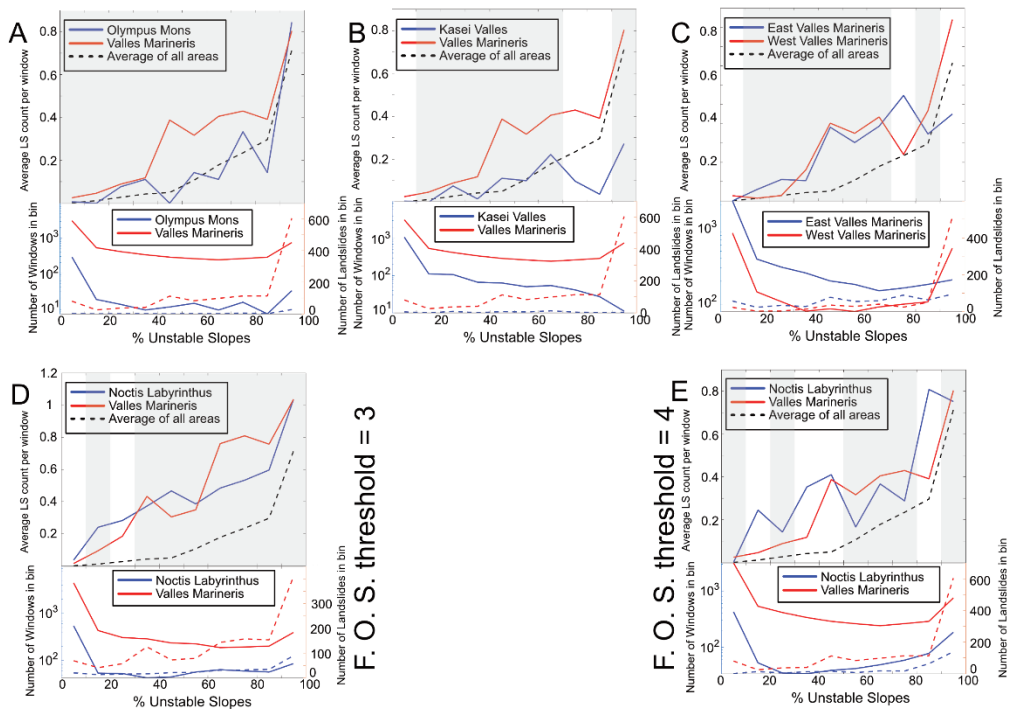 A
Olympus Mons
Valles Marineris
Average of all areas
Average LS count per window
0.8
0.6
0.4
0.2
Olympus Mons
Valles Marineris
Number of Windows in bin
10³
10²
10¹
600
400
200
0
Number of Landslides in bin
0 20 40 60 80 100
% Unstable Slopes
B
Kasei Valles
Valles Marineris
Average of all areas
Average LS count per window
0.8
0.6
0.4
0.2
Kasei Valles
Valles Marineris
Number of Windows in bin
10³
10²
10¹
600
400
200
0
Number of Landslides in bin
0 20 40 60 80 100
% Unstable Slopes
C
East Valles Marineris
West Valles Marineris
Average of all areas
Average LS count per window
0.8
0.6
0.4
0.2
East Valles Marineris
West Valles Marineris
Number of Windows in bin
10³
10²
400
200
0
Number of Landslides in bin
0 20 40 60 80 100
% Unstable Slopes
D
Noctis Labyrinthus
Valles Marineris
Average of all areas
Average LS count per window
1.2
1
0.8
0.6
0.4
0.2
Noctis Labyrinthus
Valles Marineris
Number of Windows in bin
10³
10²
300
200
100
0
Number of Landslides in bin
0 20 40 60 80 100
% Unstable Slopes
F. O. S. threshold = 3
F. O. S. threshold = 4
E
Noctis Labyrinthus
Valles Marineris
Average of all areas
Average LS count per window
0.8
0.6
0.4
0.2
Noctis Labyrinthus
Valles Marineris
Number of Windows in bin
10³
10²
600
400
200
0
Number of Landslides in bin
0 20 40 60 80 100
% Unstable Slopes